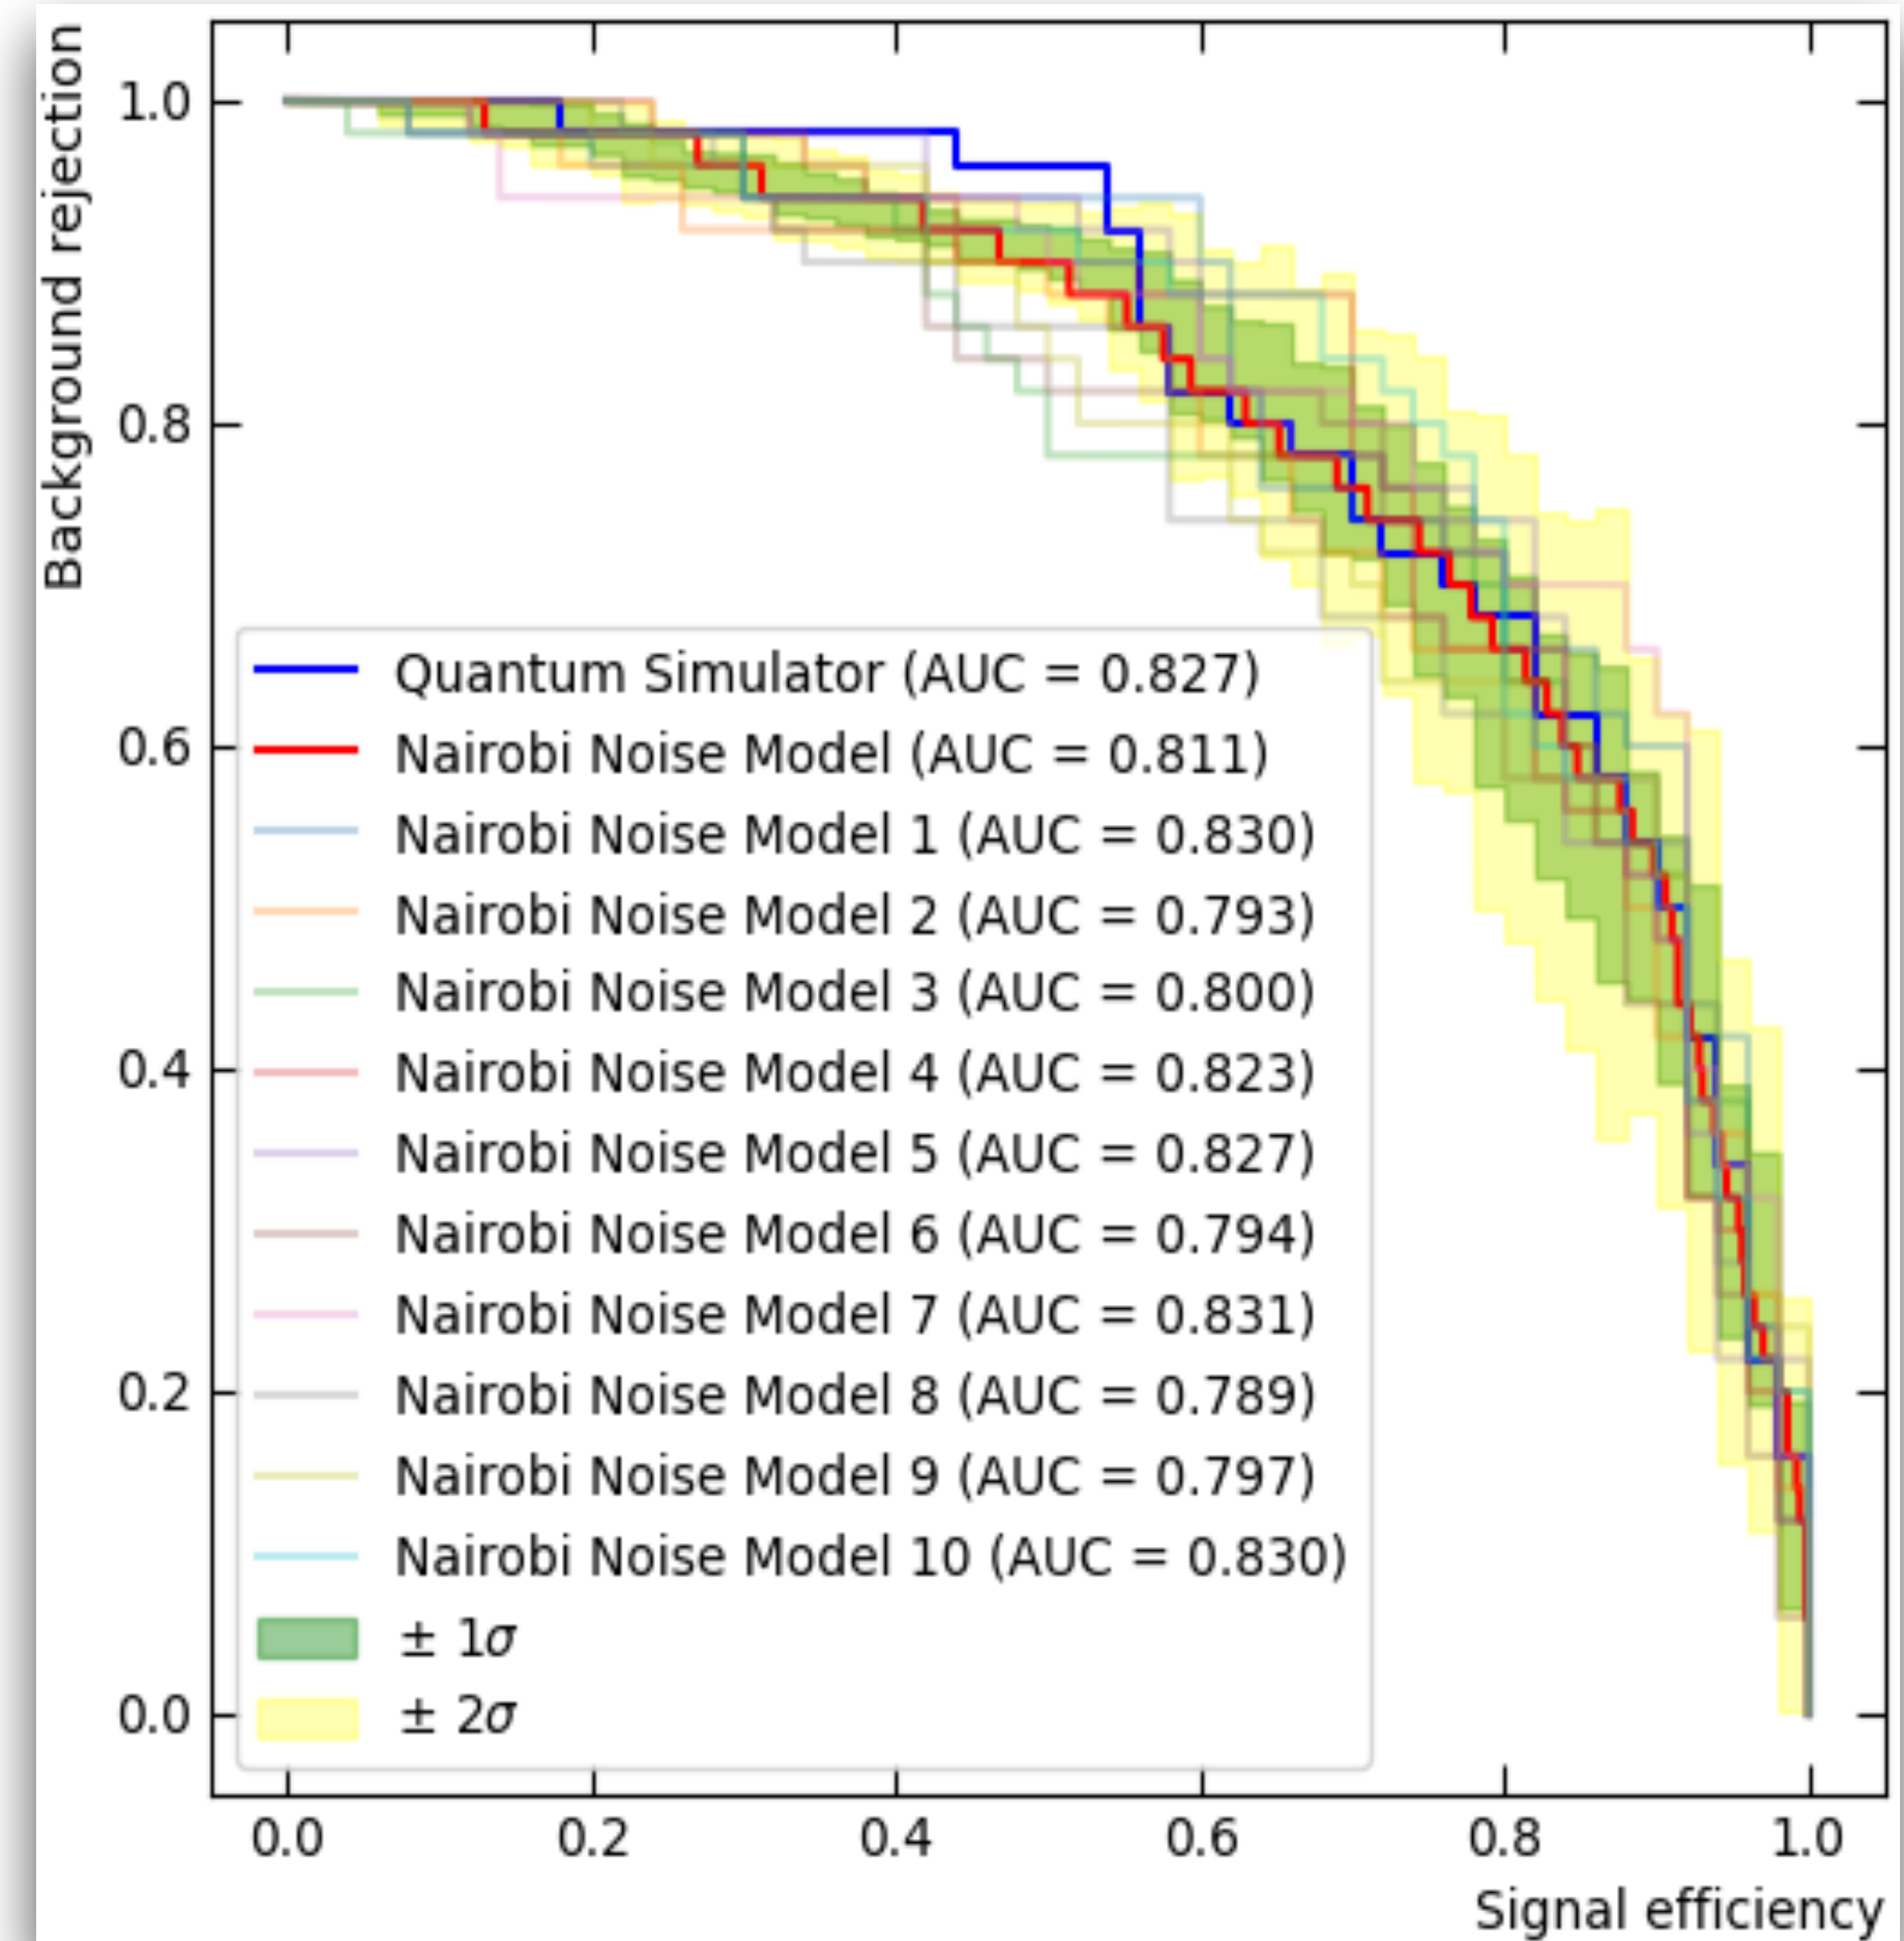 Background rejection
1.0
0.8
0.6
0.4
0.2
0.0
Quantum Simulator (AUC = 0.827)
Nairobi Noise Model (AUC = 0.811)
Nairobi Noise Model 1 (AUC = 0.830)
Nairobi Noise Model 2 (AUC = 0.793)
Nairobi Noise Model 3 (AUC = 0.800)
Nairobi Noise Model 4 (AUC = 0.823)
Nairobi Noise Model 5 (AUC = 0.827)
Nairobi Noise Model 6 (AUC = 0.794)
Nairobi Noise Model 7 (AUC = 0.831)
Nairobi Noise Model 8 (AUC = 0.789)
Nairobi Noise Model 9 (AUC = 0.797)
Nairobi Noise Model 10 (AUC = 0.830)
± 1σ
± 2σ
0.0 0.2 0.4 0.6 0.8 1.0
Signal efficiency